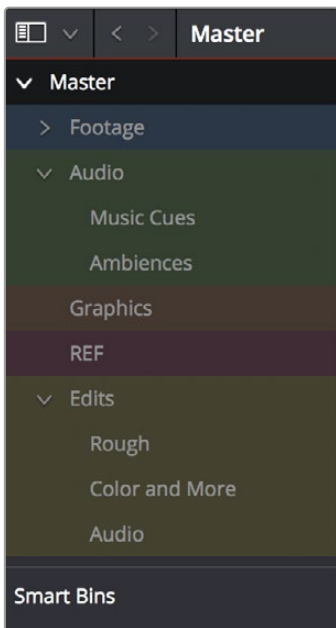 Master
Master
Footage
Audio
Music Cues
Ambiences
Graphics
REF
Edits
Rough
Color and More
Audio
Smart Bins